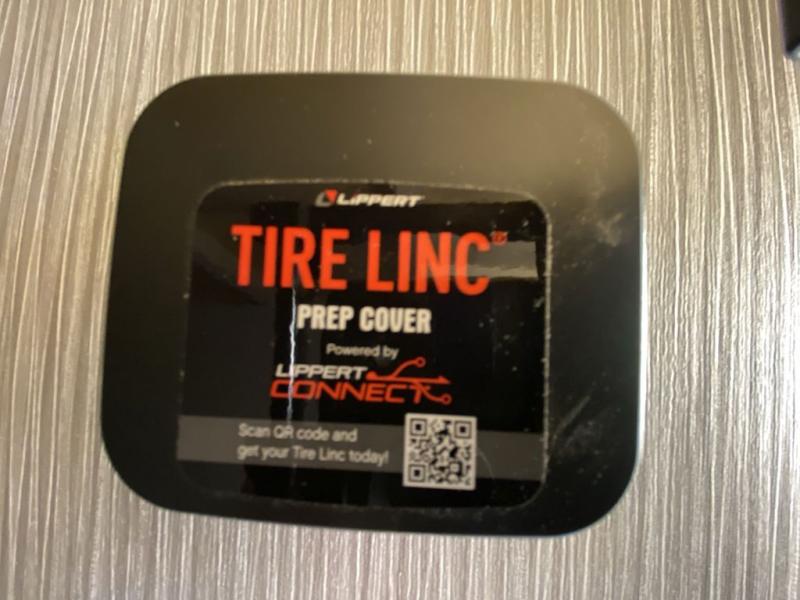 LIPPERT
TIRE LINC®
PREP COVER
Powered by
LIPPERT
CONNECT
Scan QR code and
get your Tire Linc today!